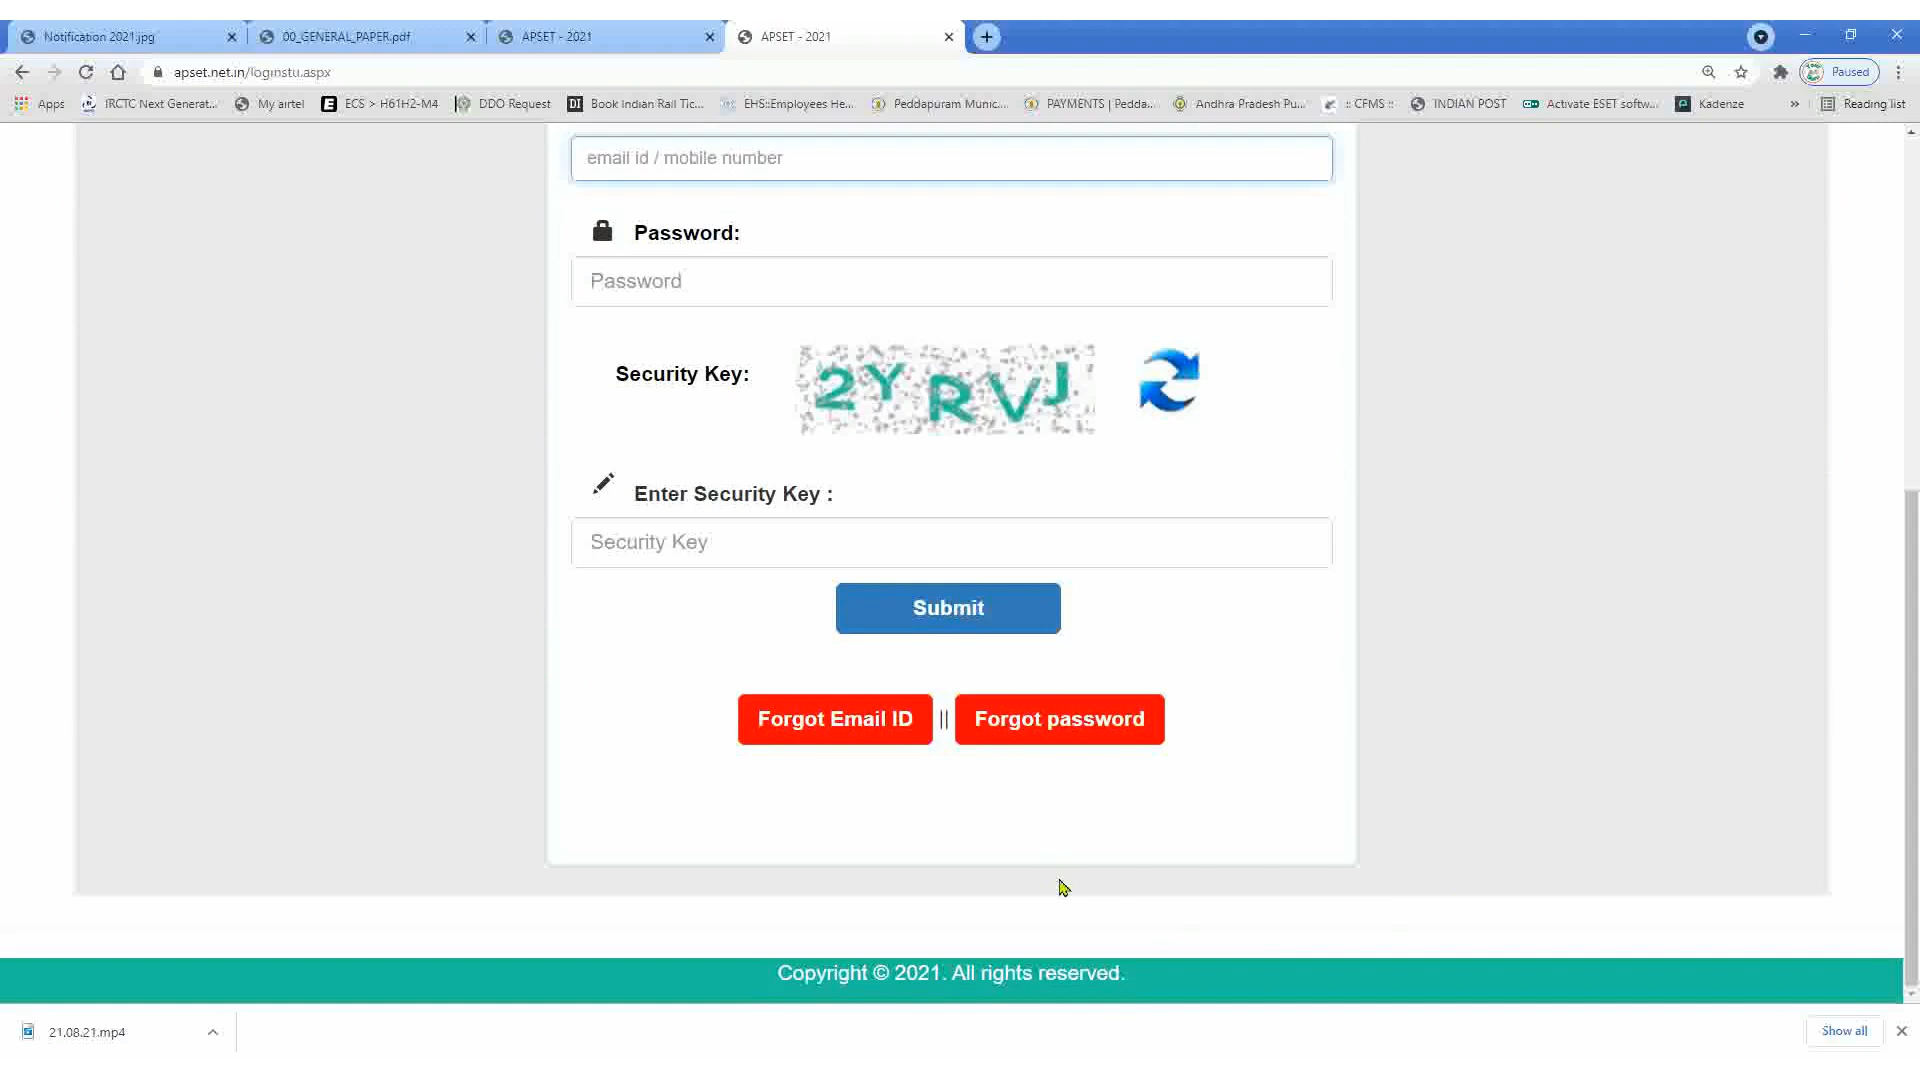 Notification 2021.jpg
00_GENERAL_PAPER.pdf
APSET - 2021
APSET - 2021
apset.net.in/loginstu.aspx
Paused
Apps
IRCTC Next Generat...
My airtel
ECS > H61H2-M4
DDO Request
Book Indian Rail Tic...
EHS::Employees He...
Peddapuram Munic...
PAYMENTS | Pedda...
Andhra Pradesh Pu...
:: CFMS ::
INDIAN POST
Activate ESET softw...
Kadenze
»
Reading list
email id / mobile number
Password:
Password
Security Key:
2YRVJ
Enter Security Key :
Security Key
Submit
Forgot Email ID || Forgot password
Copyright © 2021. All rights reserved.
21.08.21.mp4
Show all